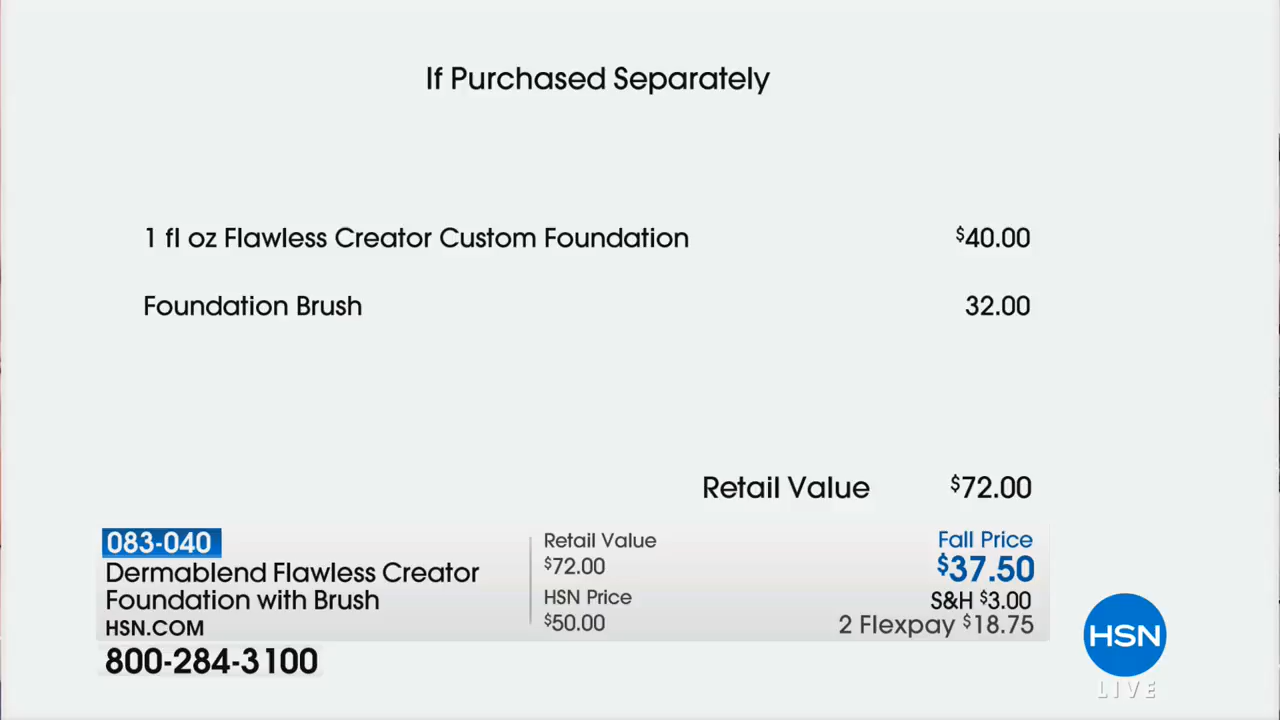 If Purchased Separately
1 fl oz Flawless Creator Custom Foundation $40.00
Foundation Brush 32.00
Retail Value $72.00
083-040
Dermablend Flawless Creator
Foundation with Brush
HSN.COM
800-284-3100
Retail Value
$72.00
HSN Price
$50.00
Fall Price
$37.50
S&H $3.00
2 Flexpay $18.75
HSN
LIVE